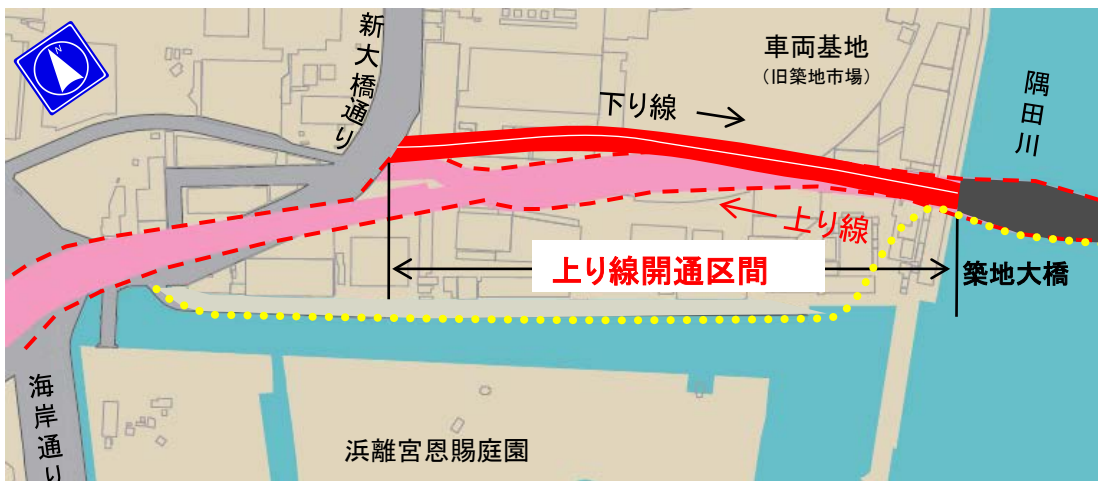 N
新大橋通り
車両基地
（旧築地市場）
隅田川
下り線
上り線
上り線開通区間
築地大橋
海岸通り
浜離宮恩賜庭園